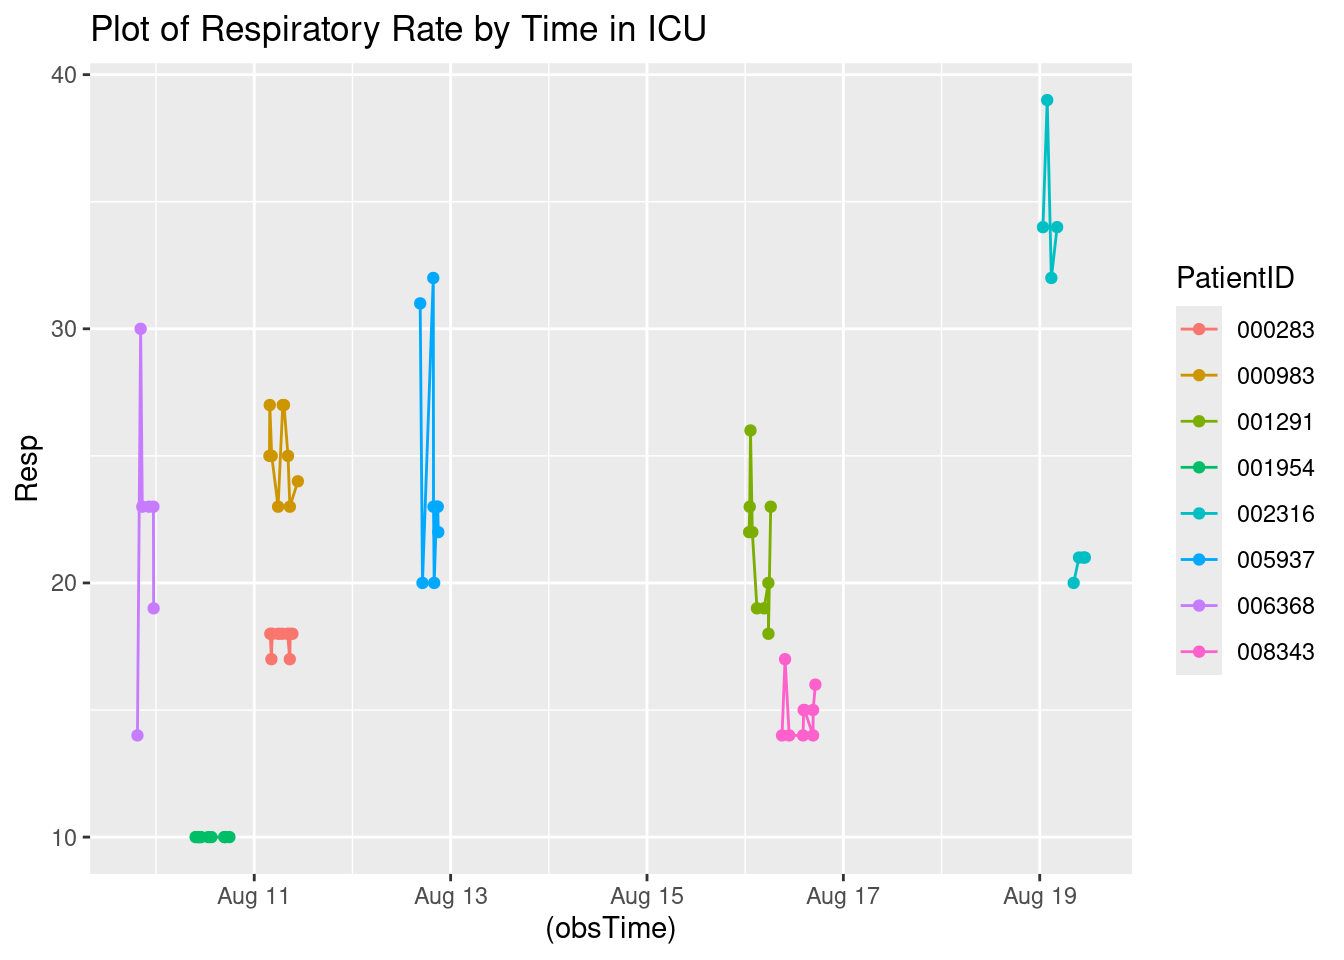 Plot of Respiratory Rate by Time in ICU
40
30
20
10
Resp
Aug 11
Aug 13
Aug 15
Aug 17
Aug 19
(obsTime)
PatientID
000283
000983
001291
001954
002316
005937
006368
008343